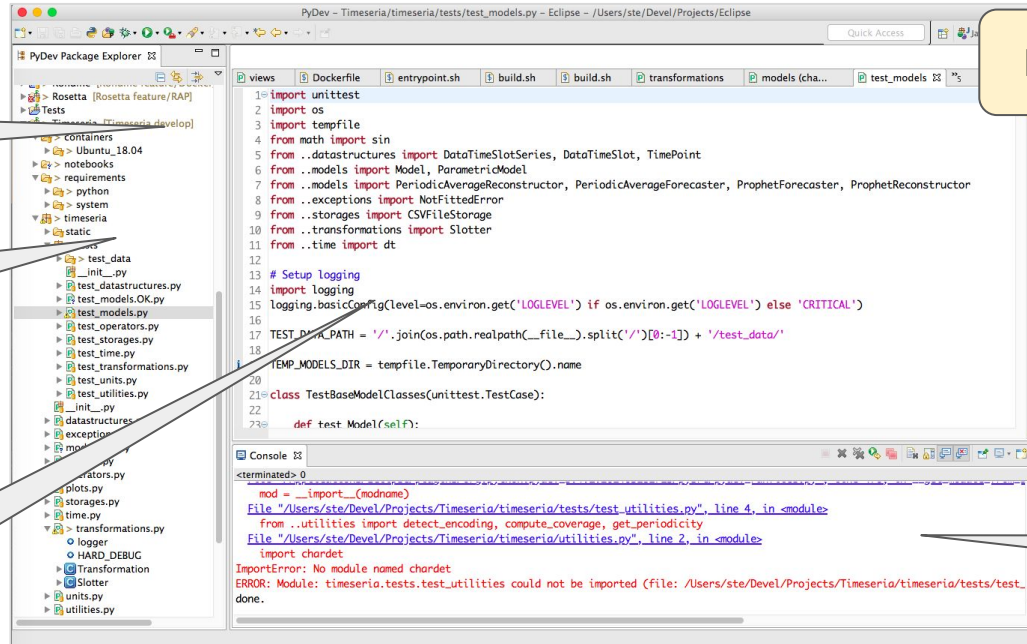 PyDev - Timeseria/timeseria/tests/test_models.py - Eclipse - /Users/ste/Devel/Projects/Eclipse
Quick Access
PyDev Package Explorer
> Rosetta [Rosetta feature/RAP]
Tests
Timeseria [Timeseria develop]
> containers
> Ubuntu_18.04
> notebooks
> requirements
> python
> system
> timeseria
static
> test_data
__init__.py
test_datastructures.py
test_models.OK.py
test_models.py
test_operators.py
test_storages.py
test_time.py
test_transformations.py
test_units.py
test_utilities.py
__init__.py
plots.py
storages.py
time.py
> transformations.py
logger
HARD_DEBUG
Transformation
Slotter
units.py
utilities.py
views Dockerfile entrypoint.sh build.sh build.sh transformations models (cha... test_models "5
1 import unittest
2 import os
3 import tempfile
4 from math import sin
5 from ..datastructures import DataTimeSlotSeries, DataTimeSlot, TimePoint
6 from ..models import Model, ParametricModel
7 from ..models import PeriodicAverageReconstructor, PeriodicAverageForecaster, ProphetForecaster, ProphetReconstructor
8 from ..exceptions import NotFittedError
9 from ..storages import CSVFileStorage
10 from ..transformations import Slotter
11 from ..time import dt
12
13 # Setup logging
14 import logging
15 logging.basicConfig(level=os.environ.get('LOGLEVEL') if os.environ.get('LOGLEVEL') else 'CRITICAL')
16
17 TEST_DATA_PATH = '/'.join(os.path.realpath(__file__).split('/')[0:-1]) + '/test_data/'
18
TEMP_MODELS_DIR = tempfile.TemporaryDirectory().name
20
21 class TestBaseModelClasses(unittest.TestCase):
22
23 def test_Model(self):
Console
<terminated> 0
mod = __import__(modname)
File "/Users/ste/Devel/Projects/Timeseria/timeseria/tests/test_utilities.py", line 4, in <module>
from ..utilities import detect_encoding, compute_coverage, get_periodicity
File "/Users/ste/Devel/Projects/Timeseria/timeseria/utilities.py", line 2, in <module>
import chardet
ImportError: No module named chardet
ERROR: Module: timeseria.tests.test_utilities could not be imported (file: /Users/ste/Devel/Projects/Timeseria/timeseria/tests/test_
done.